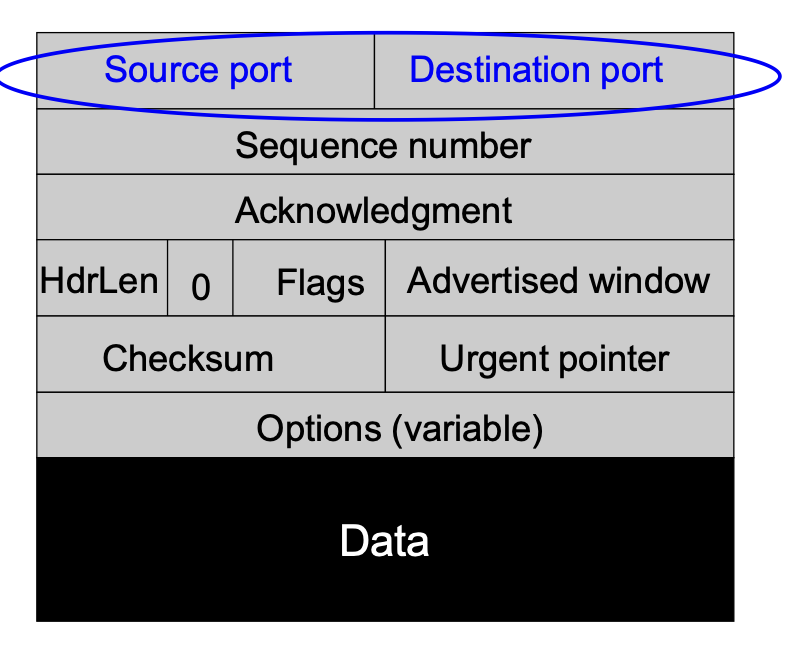 Source port Destination port
Sequence number
Acknowledgment
HdrLen 0 Flags Advertised window
Checksum Urgent pointer
Options (variable)
Data